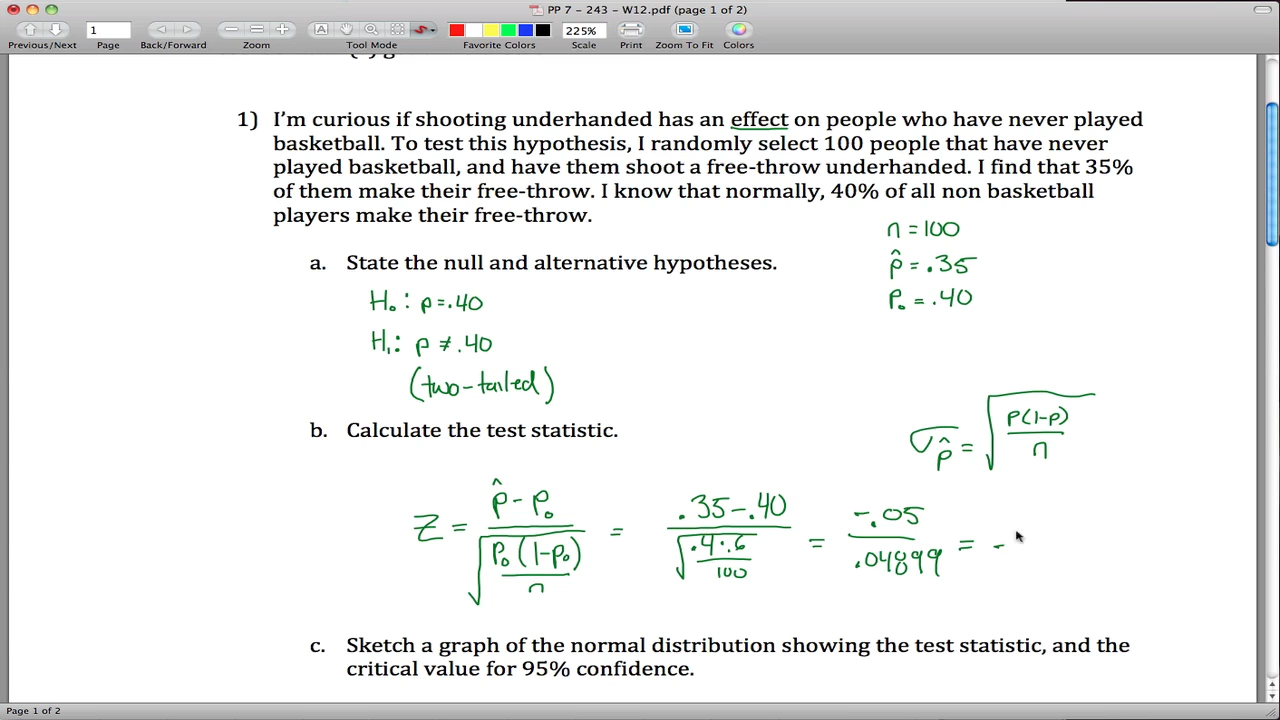 PP 7 - 243 - W12.pdf (page 1 of 2)
1
A
225%
Previous/Next Page Back/Forward Zoom Tool Mode Favorite Colors Scale Print Zoom To Fit Colors
1) I'm curious if shooting underhanded has an effect on people who have never played
basketball. To test this hypothesis, I randomly select 100 people that have never
played basketball, and have them shoot a free-throw underhanded. I find that 35%
of them make their free-throw. I know that normally, 40% of all non basketball
players make their free-throw.
n = 100
p̂ = .35
P₀ = .40
a. State the null and alternative hypotheses.
H₀: p = .40
H₁: p ≠ .40
(two-tailed)
b. Calculate the test statistic.
σp̂ = √(p(1-p)/n)
Z = (p̂ - p₀)/√(p₀(1-p₀)/n) = (.35 - .40)/√(.4 · .6/100) = -.05/.04899 = -
c. Sketch a graph of the normal distribution showing the test statistic, and the
critical value for 95% confidence.
Page 1 of 2